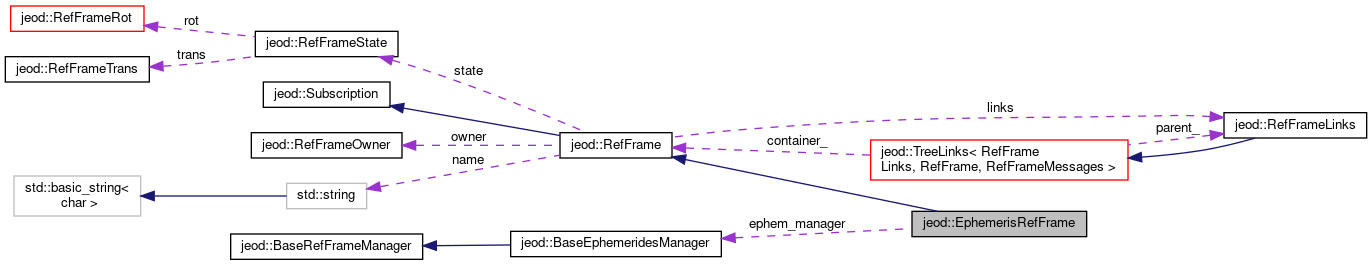 jeod::RefFrameRot
rot
jeod::RefFrameState
trans
jeod::RefFrameTrans
state
jeod::Subscription
links
jeod::RefFrameLinks
parent_
owner
jeod::RefFrameOwner
jeod::RefFrame
container_
jeod::TreeLinks< RefFrame
Links, RefFrame, RefFrameMessages >
name
std::basic_string<
char >
std::string
jeod::EphemerisRefFrame
ephem_manager
jeod::BaseRefFrameManager
jeod::BaseEphemeridesManager